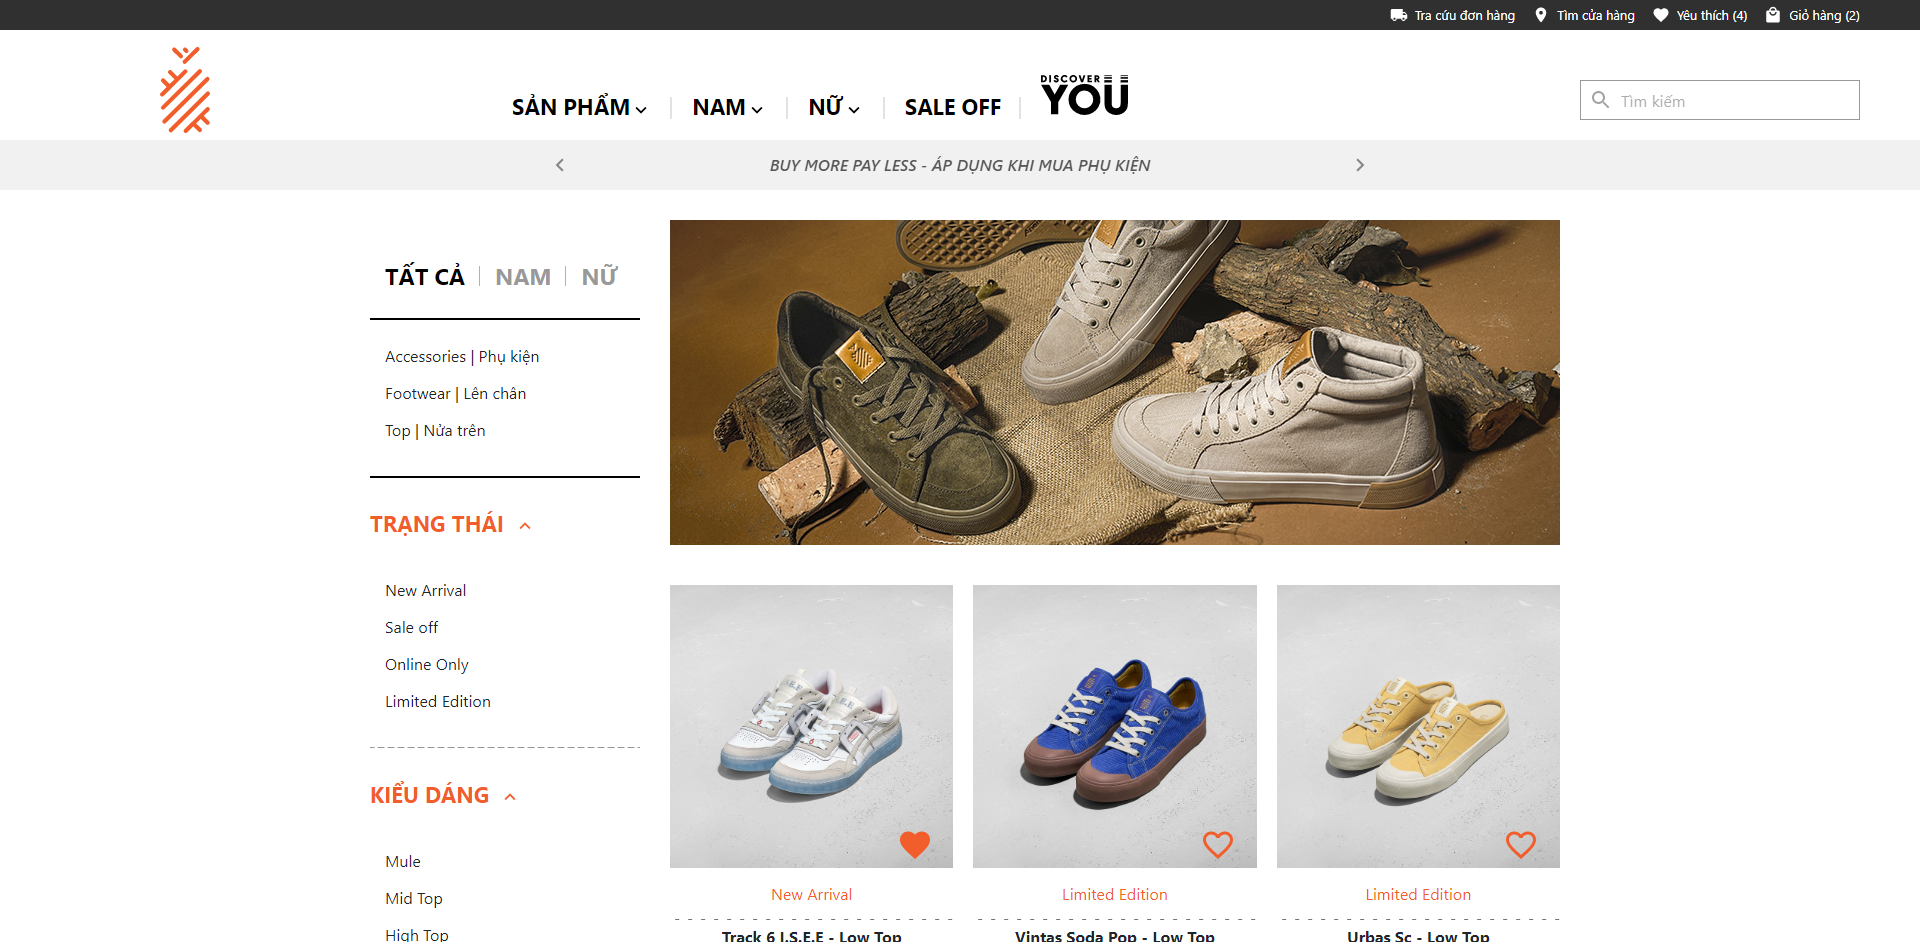 Tra cứu đơn hàng
Tìm cửa hàng
Yêu thích (4)
Giỏ hàng (2)
SẢN PHẨM
NAM
NỮ
SALE OFF
DISCOVER
YOU
Tìm kiếm
BUY MORE PAY LESS - ÁP DỤNG KHI MUA PHỤ KIỆN
TẤT CẢ
NAM
NỮ
Accessories | Phụ kiện
Footwear | Lên chân
Top | Nửa trên
TRẠNG THÁI
New Arrival
Sale off
Online Only
Limited Edition
KIỂU DÁNG
Mule
Mid Top
High Top
New Arrival
Limited Edition
Limited Edition
Track 6 I.S.E.E - Low Top
Vintas Soda Pop - Low Top
Urbas Sc - Low Top